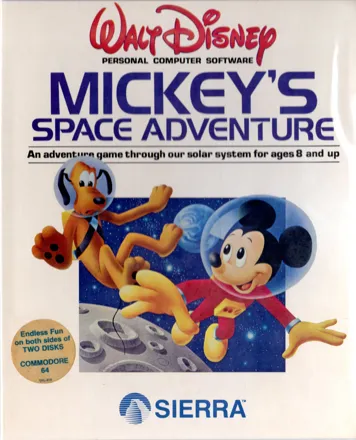 WALT DISNEY
PERSONAL COMPUTER SOFTWARE
MICKEY'S
SPACE ADVENTURE
An adventure game through our solar system for ages 8 and up
Endless Fun
on both sides of
TWO DISKS
COMMODORE
64
SIERRA